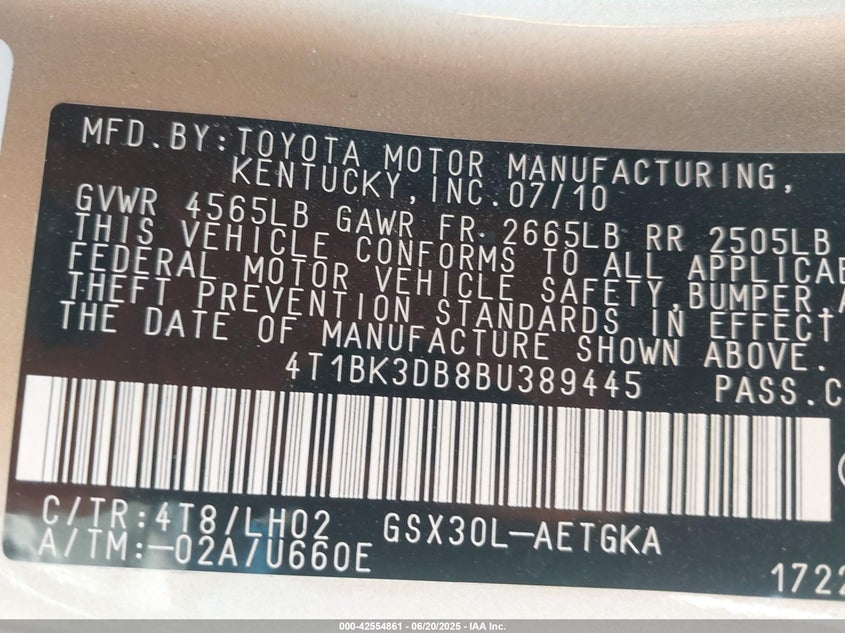 MFD.BY:TOYOTA MOTOR MANUFACTURING,
KENTUCKY,INC.07/10
GVWR 4565LB GAWR FR 2665LB RR 2505LB
THIS VEHICLE CONFORMS TO ALL APPLICAB
FEDERAL MOTOR VEHICLE SAFETY,BUMPER,A
THEFT PREVENTION STANDARDS IN EFFECT
THE DATE OF MANUFACTURE SHOWN ABOVE.
4T1BK3DB8BU389445 PASS.C
C/TR:4T8/LH02 GSX30L-AETGKA
A/TM:-02A/U660E
1722
000-42554861 - 06/20/2025 - IAA Inc.